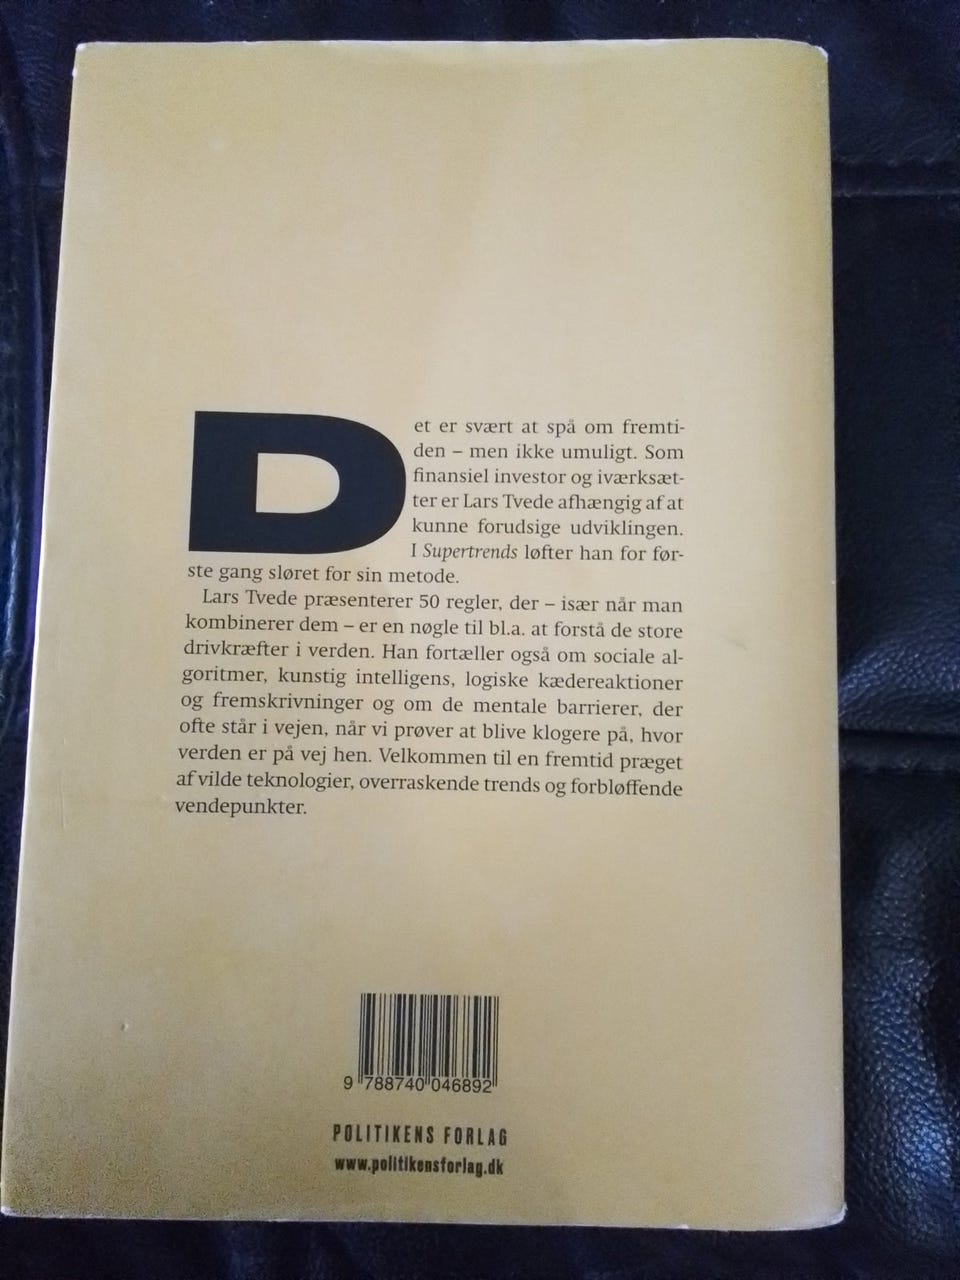 Det er svært at spå om fremti-
den – men ikke umuligt. Som
finansiel investor og iværksæt-
ter er Lars Tvede afhængig af at
kunne forudsige udviklingen.
I Supertrends løfter han for før-
ste gang sløret for sin metode.
Lars Tvede præsenterer 50 regler, der – især når man
kombinerer dem – er en nøgle til bl.a. at forstå de store
drivkræfter i verden. Han fortæller også om sociale al-
goritmer, kunstig intelligens, logiske kædereaktioner
og fremskrivninger og om de mentale barrierer, der
ofte står i vejen, når vi prøver at blive klogere på, hvor
verden er på vej hen. Velkommen til en fremtid præget
af vilde teknologier, overraskende trends og forbløffende
vendepunkter.
9 788740 046892
POLITIKENS FORLAG
www.politikensforlag.dk